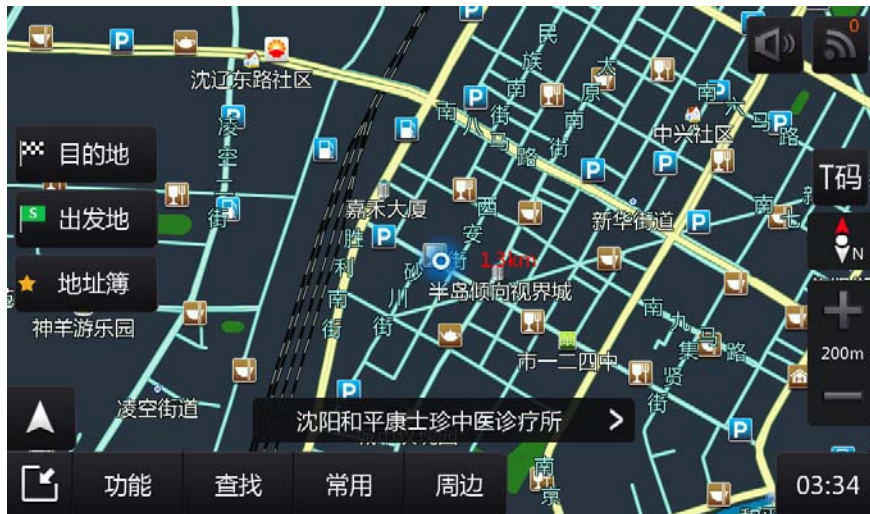 民族街
太原南街
0
沈辽东路社区
凌空一街
南八马路
中兴社区
南六马路
目的地
T码
出发地
嘉禾大厦
西安街
新华街道
南七
胜利南街
1.3km
N
地址簿
砂川街
半岛倾向视界城
神羊游乐园
南九马路
集贤街
市一二四中
200m
凌空街道
沈阳和平康士珍中医诊疗所
南京
功能
查找
常用
周边
03:34
P
S